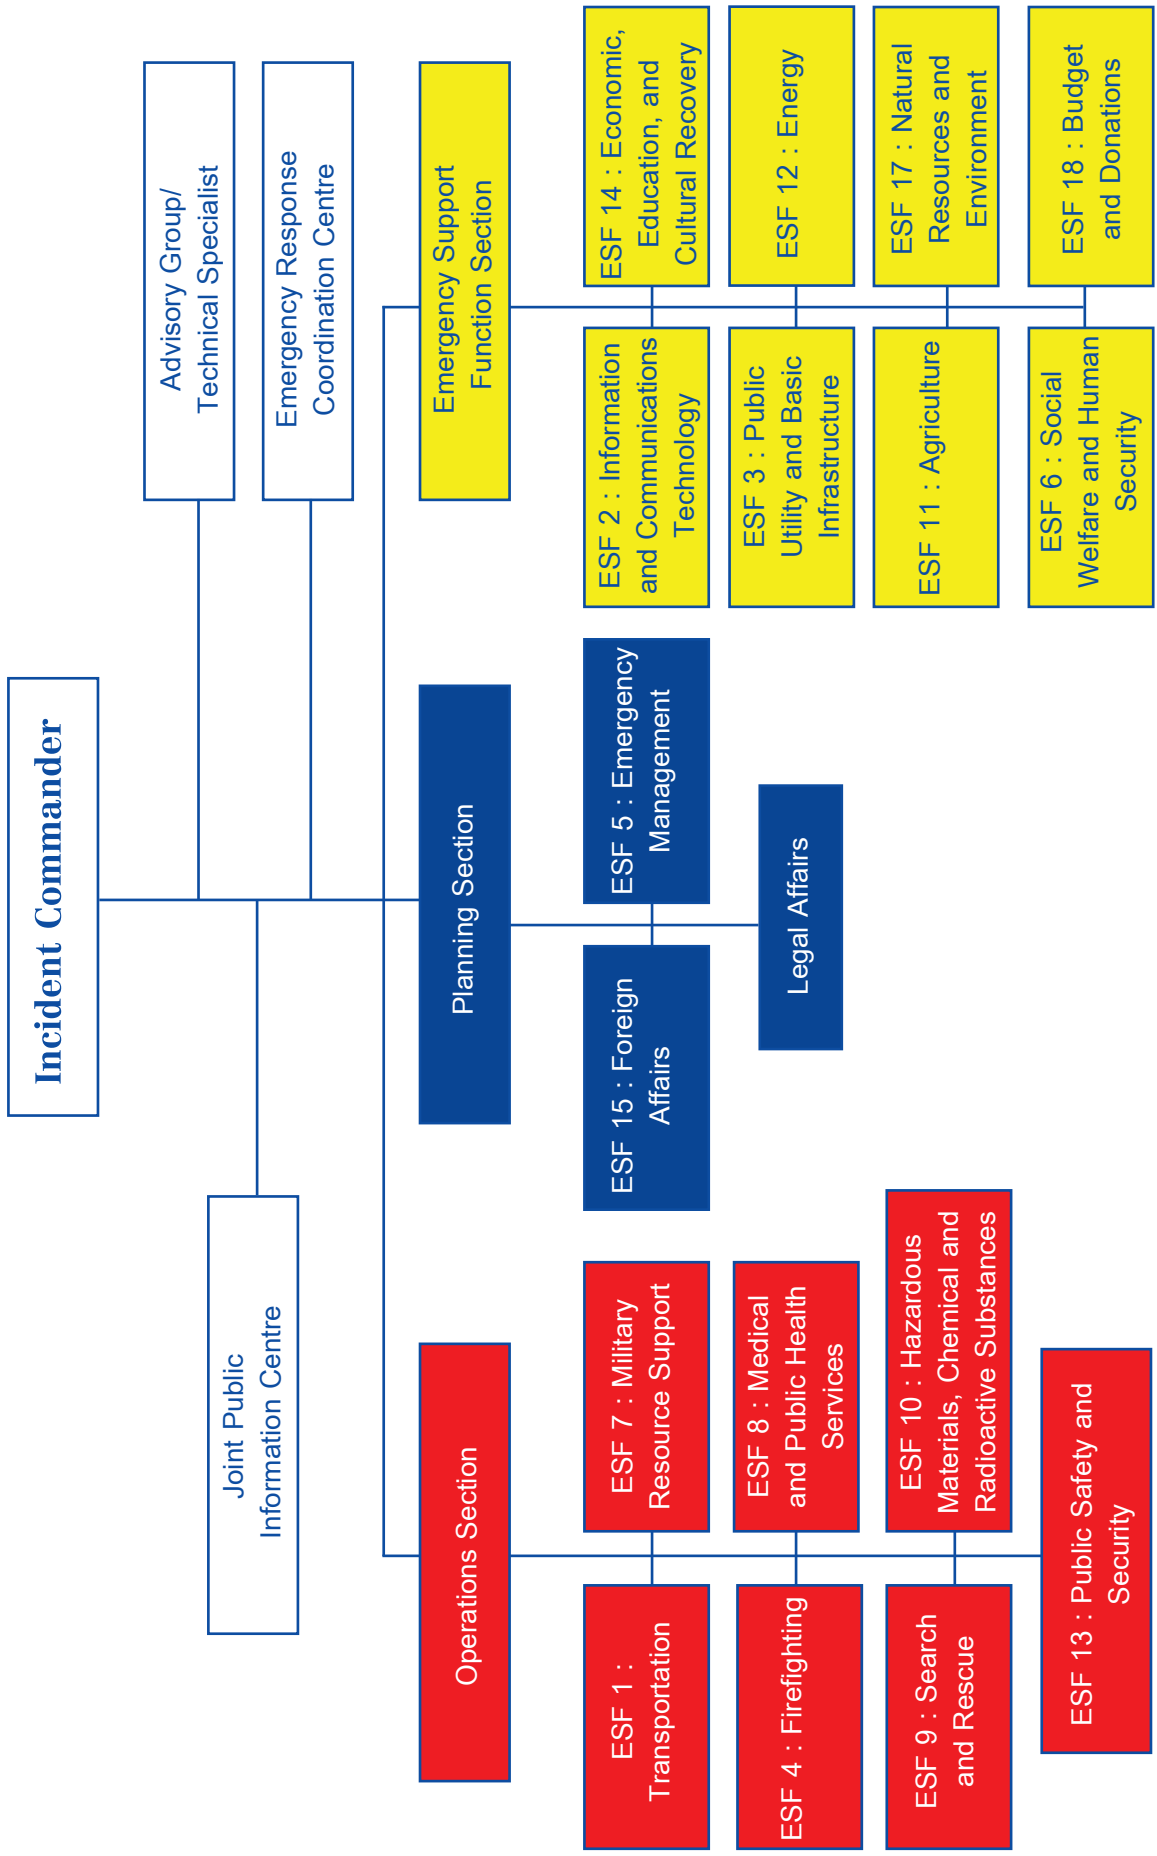 Incident Commander
Advisory Group/
Technical Specialist
Joint Public
Information Centre
Emergency Response
Coordination Centre
Operations Section
Planning Section
Emergency Support
Function Section
ESF 1 :
Transportation
ESF 7 : Military
Resource Support
ESF 4 : Firefighting
ESF 8 : Medical
and Public Health
Services
ESF 9 : Search
and Rescue
ESF 10 : Hazardous
Materials, Chemical and
Radioactive Substances
ESF 13 : Public Safety and
Security
ESF 15 : Foreign
Affairs
ESF 5 : Emergency
Management
Legal Affairs
ESF 2 : Information
and Communications
Technology
ESF 14 : Economic,
Education, and
Cultural Recovery
ESF 3 : Public
Utility and Basic
Infrastructure
ESF 12 : Energy
ESF 11 : Agriculture
ESF 17 : Natural
Resources and
Environment
ESF 6 : Social
Welfare and Human
Security
ESF 18 : Budget
and Donations